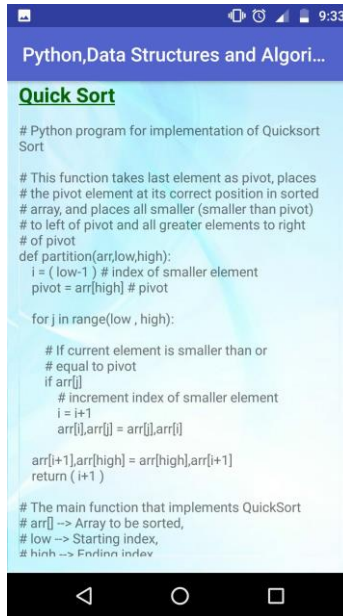 9:33
Python,Data Structures and Algori...
Quick Sort
# Python program for implementation of Quicksort
Sort
# This function takes last element as pivot, places
# the pivot element at its correct position in sorted
# array, and places all smaller (smaller than pivot)
# to left of pivot and all greater elements to right
# of pivot
def partition(arr,low,high):
i = ( low-1 ) # index of smaller element
pivot = arr[high] # pivot
for j in range(low , high):
# If current element is smaller than or
# equal to pivot
if arr[j]
# increment index of smaller element
i = i+1
arr[i],arr[j] = arr[j],arr[i]
arr[i+1],arr[high] = arr[high],arr[i+1]
return ( i+1 )
# The main function that implements QuickSort
# arr[] --> Array to be sorted,
# low --> Starting index,
# high --> Ending index